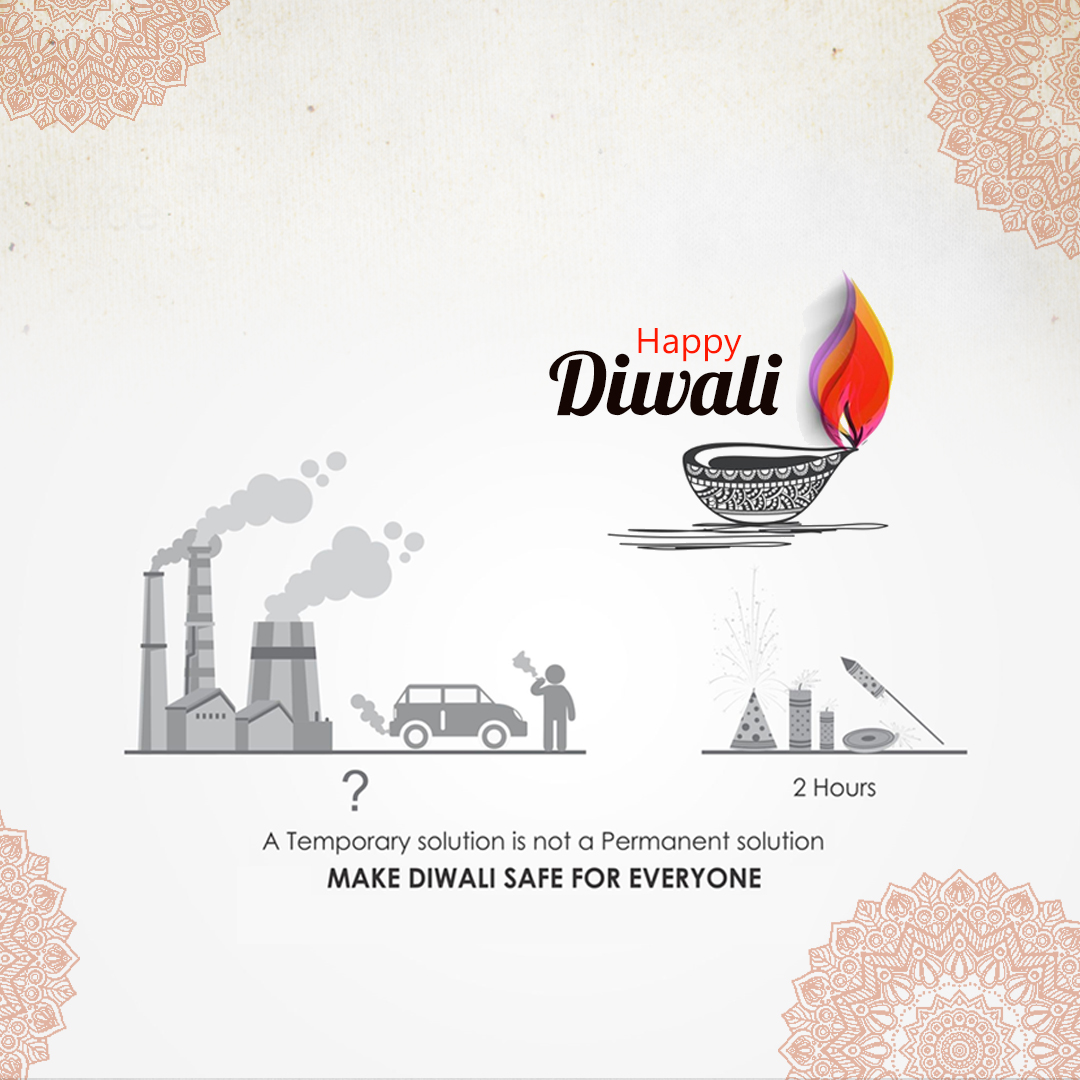 Happy
Diwali
?
2 Hours
A Temporary solution is not a Permanent solution
MAKE DIWALI SAFE FOR EVERYONE